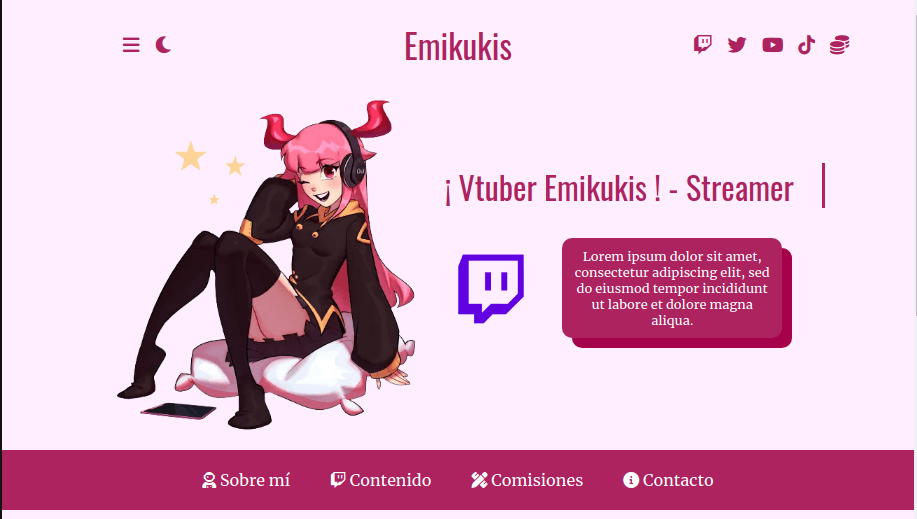 Emikukis
¡ Vtuber Emikukis ! - Streamer
Lorem ipsum dolor sit amet,
consectetur adipiscing elit, sed
do eiusmod tempor incididunt
ut labore et dolore magna
aliqua.
Sobre mí Contenido Comisiones Contacto